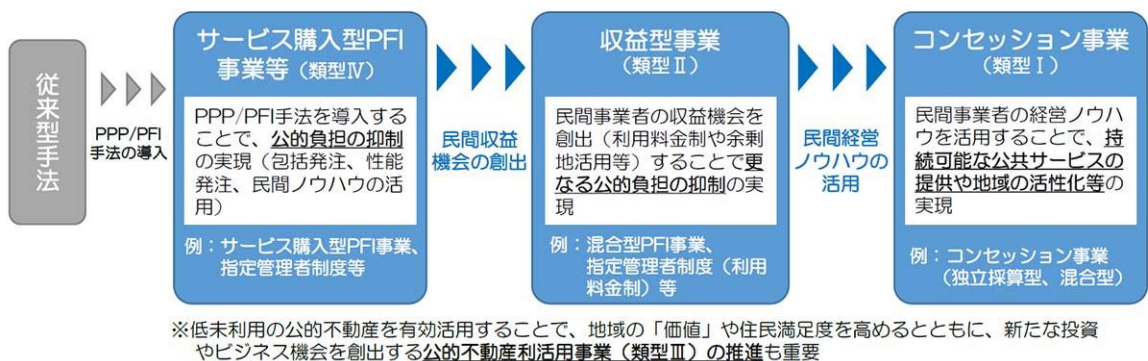 従来型手法
PPP/PFI
手法の導入
サービス購入型PFI
事業等（類型Ⅳ）
PPP/PFI手法を導入する
ことで、公的負担の抑制
の実現（包括発注、性能
発注、民間ノウハウの活
用）
例：サービス購入型PFI事業、
指定管理者制度等
民間収益
機会の創出
収益型事業
（類型Ⅱ）
民間事業者の収益機会を
創出（利用料金制や余剰
地活用等）することで更
なる公的負担の抑制の実
現
例：混合型PFI事業、
指定管理者制度（利用
料金制）等
民間経営
ノウハウの
活用
コンセッション事業
（類型Ⅰ）
民間事業者の経営ノウハ
ウを活用することで、持
続可能な公共サービスの
提供や地域の活性化等の
実現
例：コンセッション事業
（独立採算型、混合型）
※低未利用の公的不動産を有効活用することで、地域の「価値」や住民満足度を高めるとともに、新たな投資
やビジネス機会を創出する公的不動産利活用事業（類型Ⅲ）の推進も重要